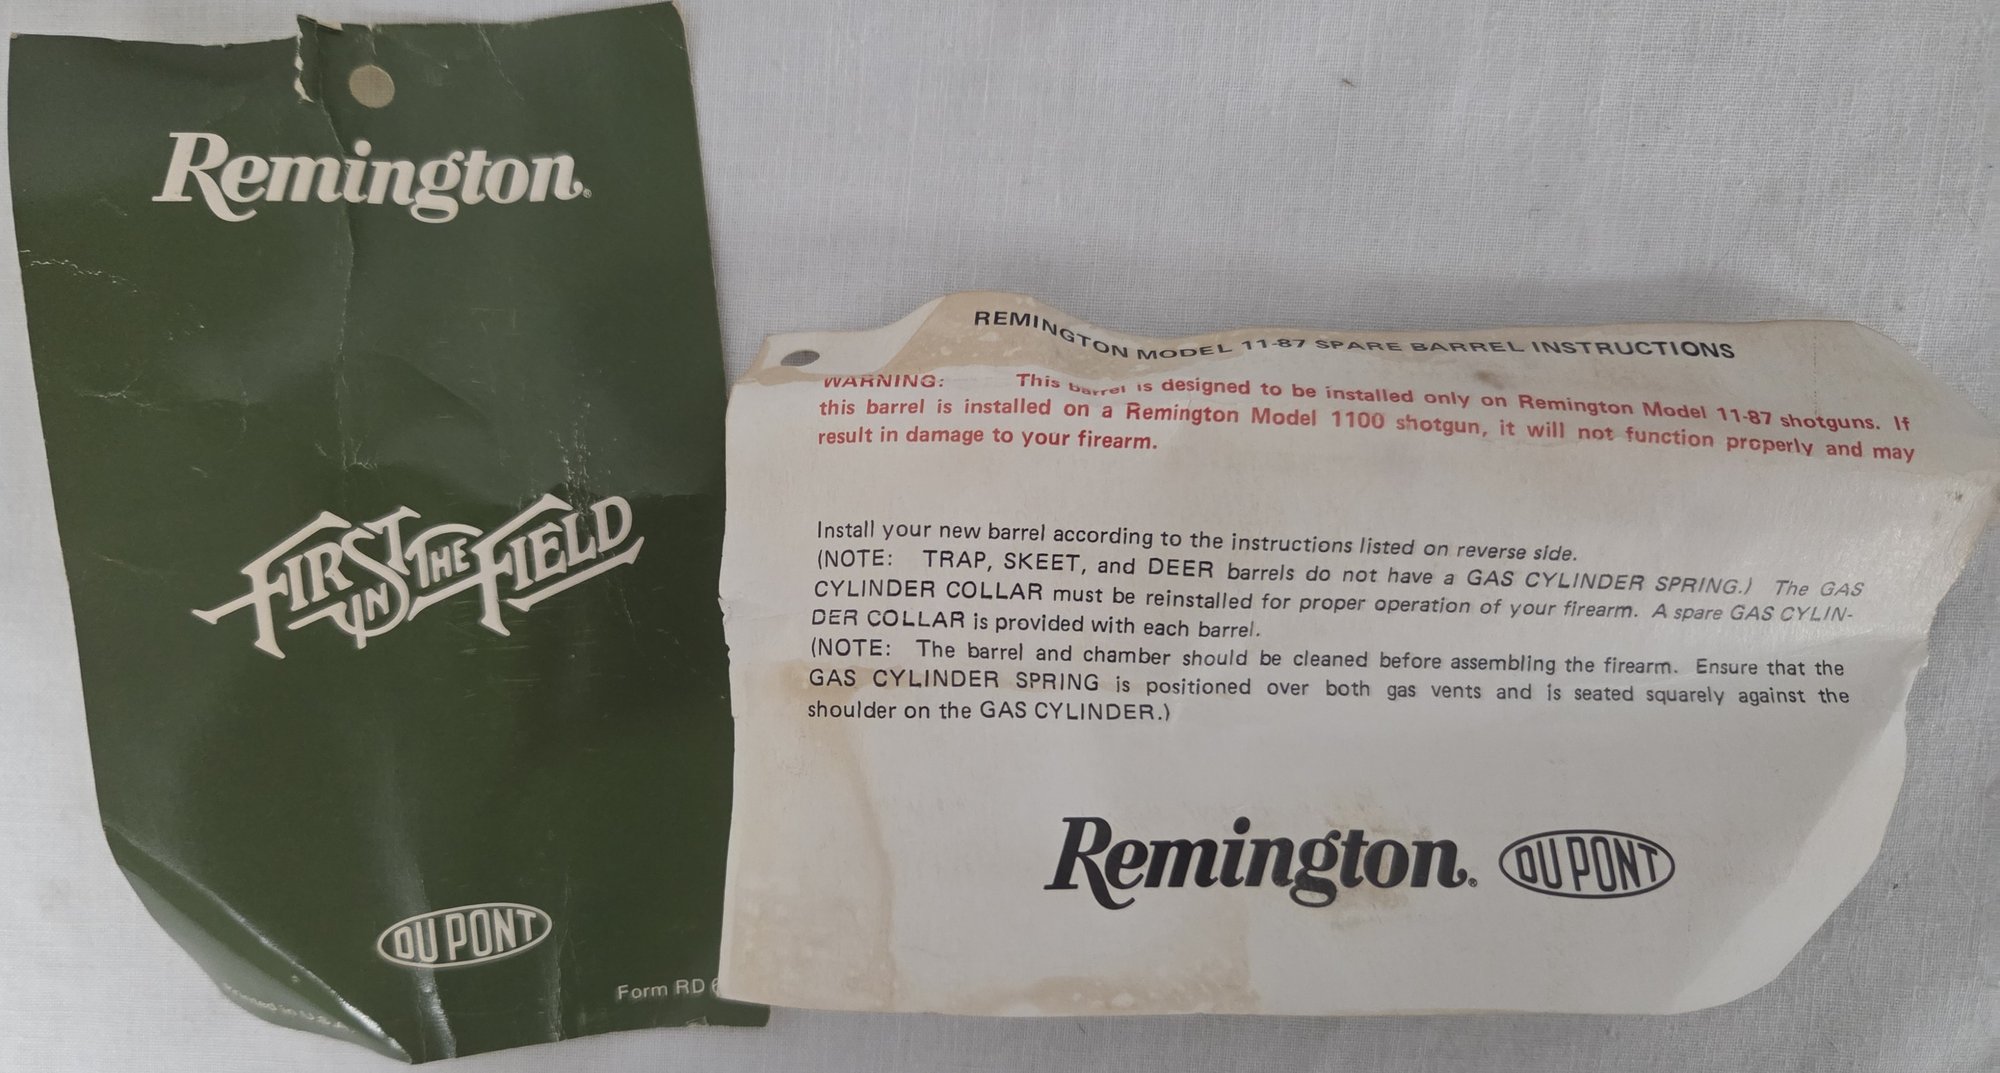 Remington®
FIRST IN THE FIELD
DU PONT
Printed in U.S.A.
Form RD
REMINGTON MODEL 11-87 SPARE BARREL INSTRUCTIONS
WARNING: This barrel is designed to be installed only on Remington Model 11-87 shotguns. If
this barrel is installed on a Remington Model 1100 shotgun, it will not function properly and may
result in damage to your firearm.
Install your new barrel according to the instructions listed on reverse side.
(NOTE: TRAP, SKEET, and DEER barrels do not have a GAS CYLINDER SPRING.) The GAS
CYLINDER COLLAR must be reinstalled for proper operation of your firearm. A spare GAS CYLIN-
DER COLLAR is provided with each barrel.
(NOTE: The barrel and chamber should be cleaned before assembling the firearm. Ensure that the
GAS CYLINDER SPRING is positioned over both gas vents and is seated squarely against the
shoulder on the GAS CYLINDER.)
Remington® DU PONT